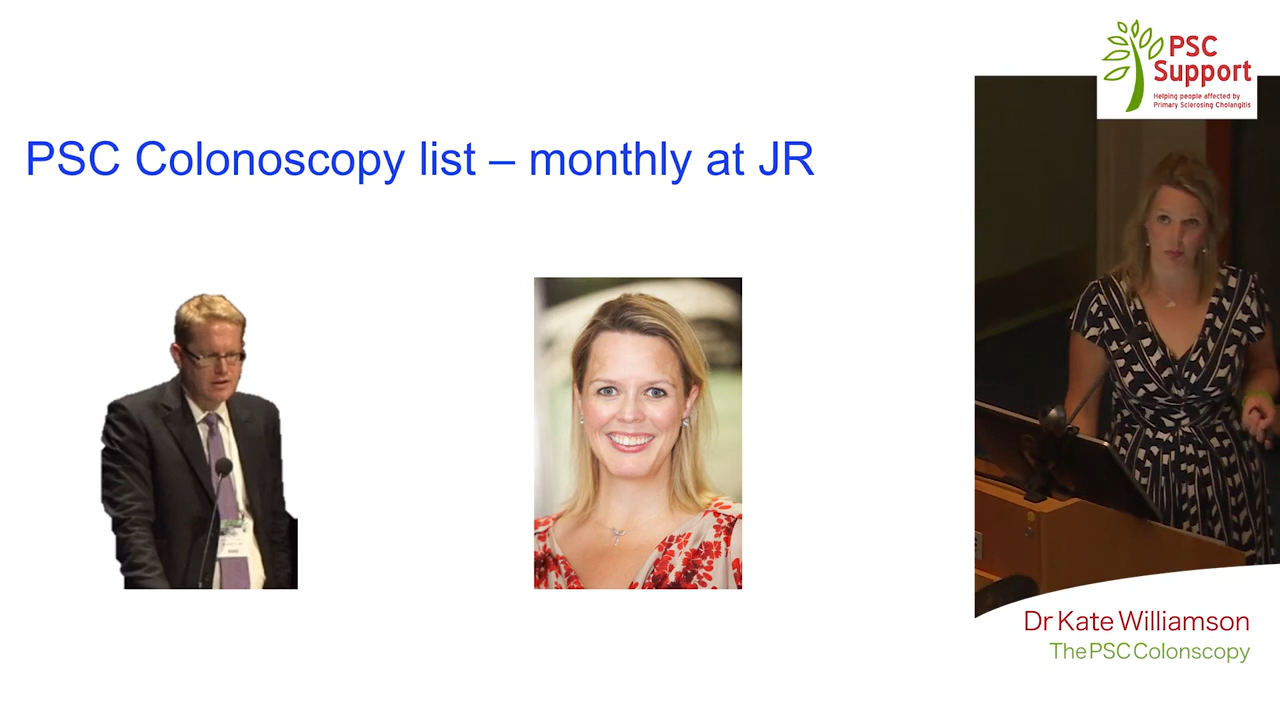 PSC
Support
Helping people affected by
Primary Sclerosing Cholangitis
PSC Colonoscopy list – monthly at JR
Dr Kate Williamson
The PSC Colonscopy